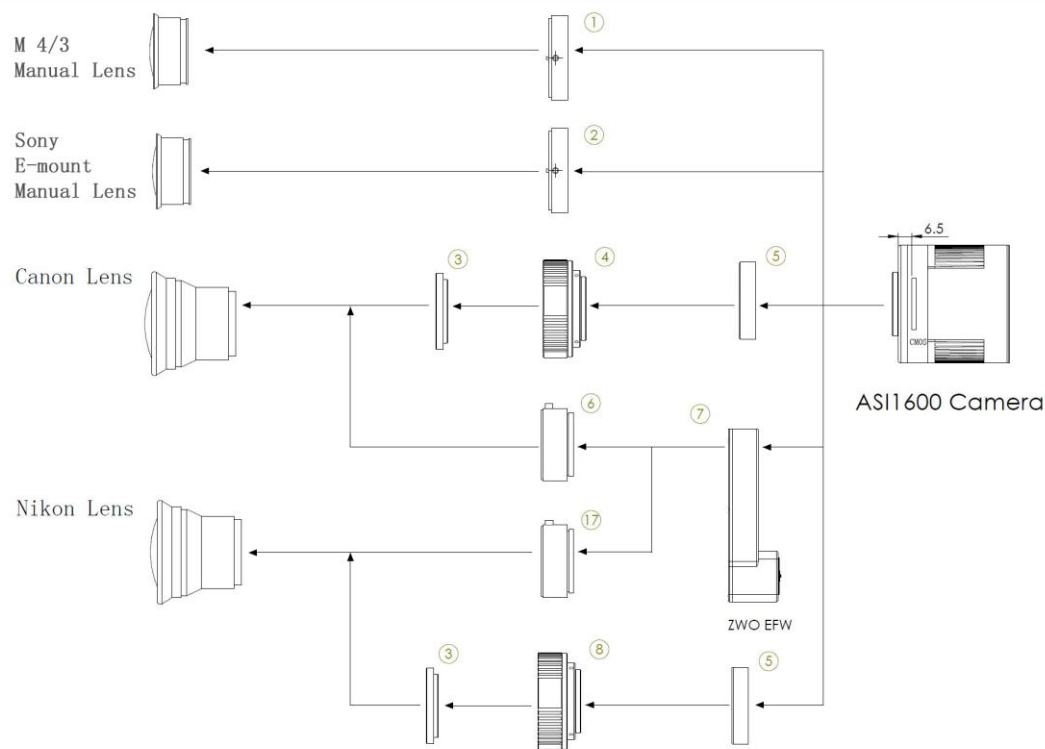 ①
M 4/3
Manual Lens
②
Sony
E-mount
Manual Lens
6.5
③
④
⑤
Canon Lens
CMOS
ASI1600 Camera
⑥
⑦
Nikon Lens
⑰
ZWO EFW
③
⑧
⑤